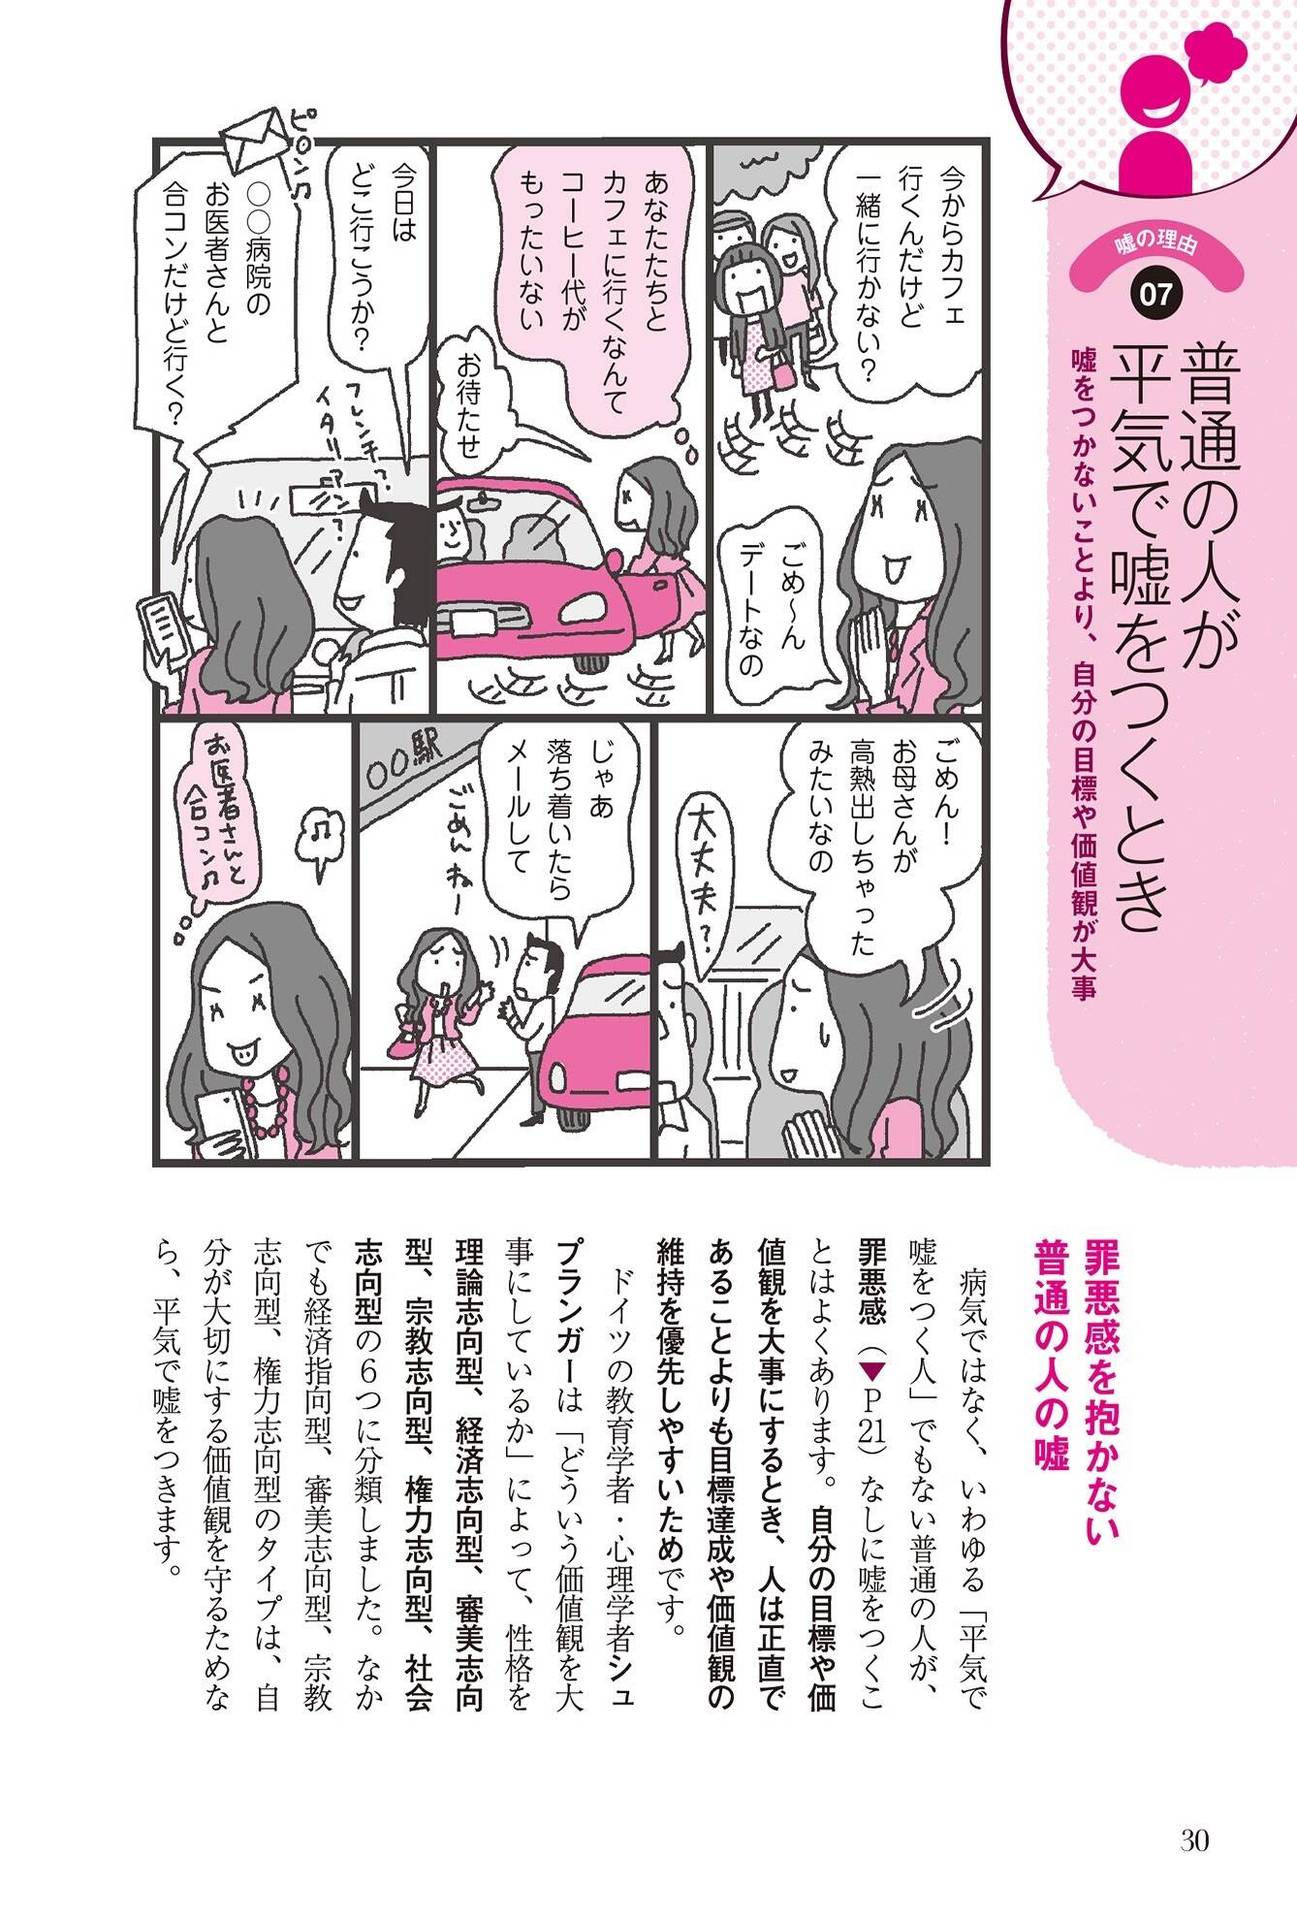 嘘の理由
07
普通の人が
平気で嘘をつくとき
嘘をつかないことより、自分の目標や価値観が大事
今からカフェ
行くんだけど
一緒に行かない?
ごめ〜ん
デートなの
あなたたちと
カフェに行くなんて
コーヒー代が
もったいない
お待たせ
今日は
どこ行こうか?
フレンチ?
イタリアン?
ピロン♫
○○病院の
お医者さんと
合コンだけど行く?
ごめん!
お母さんが
高熱出しちゃった
みたいなの
大丈夫?
じゃあ
落ち着いたら
メールして
○○駅
ごめんねー
♫
お医者さんと
合コン♫
罪悪感を抱かない
普通の人の嘘
病気ではなく、いわゆる「平気で
嘘をつく人」でもない普通の人が、
罪悪感(▼P21)なしに嘘をつくこ
とはよくあります。自分の目標や価
値観を大事にするとき、人は正直で
あることよりも目標達成や価値観の
維持を優先しやすいためです。
ドイツの教育学者・心理学者シュ
プランガーは「どういう価値観を大
事にしているか」によって、性格を
理論志向型、経済志向型、審美志向
型、宗教志向型、権力志向型、社会
志向型の6つに分類しました。なか
でも経済指向型、審美志向型、宗教
志向型、権力志向型のタイプは、自
分が大切にする価値観を守るためな
ら、平気で嘘をつきます。
30